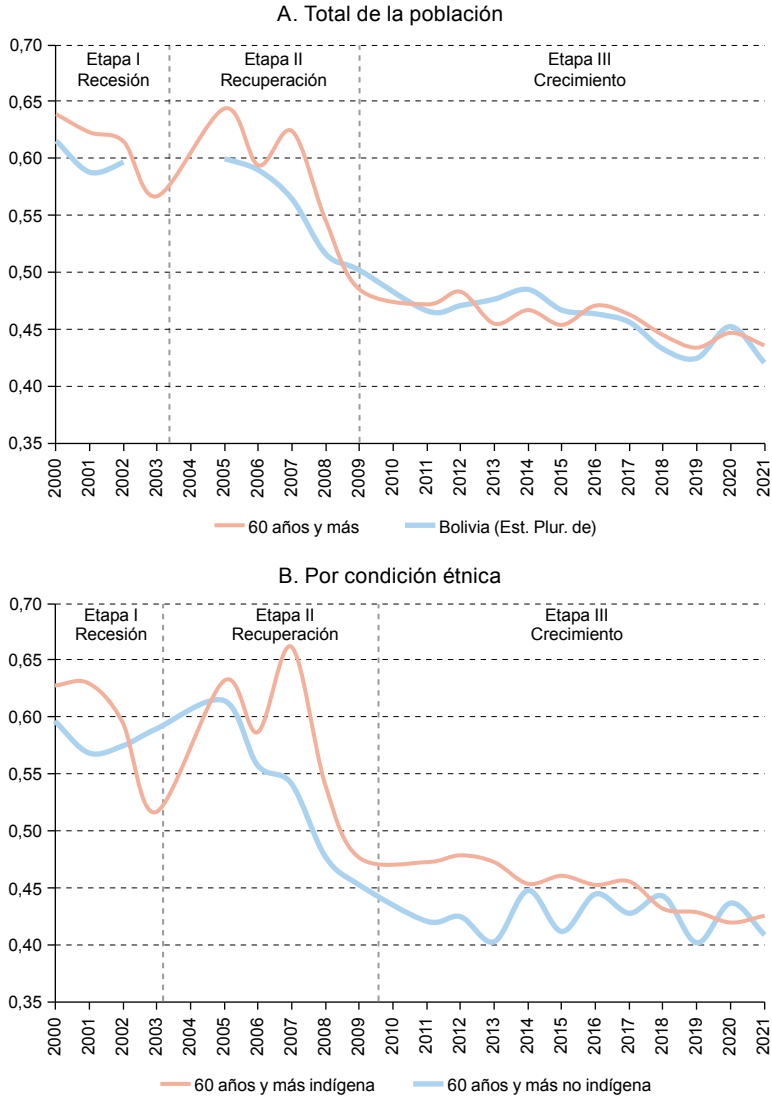 A. Total de la población
0,70
Etapa I
Recesión
Etapa II
Recuperación
Etapa III
Crecimiento
0,65
0,60
0,55
0,50
0,45
0,40
0,35
2000 2001 2002 2003 2005 2006 2007 2008 2009 2010 2011 2012 2013 2014 2015 2016 2017 2018 2019 2020 2021
60 años y más Bolivia (Est. Plur. de)
B. Por condición étnica
0,70
Etapa I
Recesión
Etapa II
Recuperación
Etapa III
Crecimiento
0,65
0,60
0,55
0,50
0,45
0,40
0,35
2000 2001 2002 2003 2005 2006 2007 2008 2009 2010 2011 2012 2013 2014 2015 2016 2017 2018 2019 2020 2021
60 años y más indígena 60 años y más no indígena